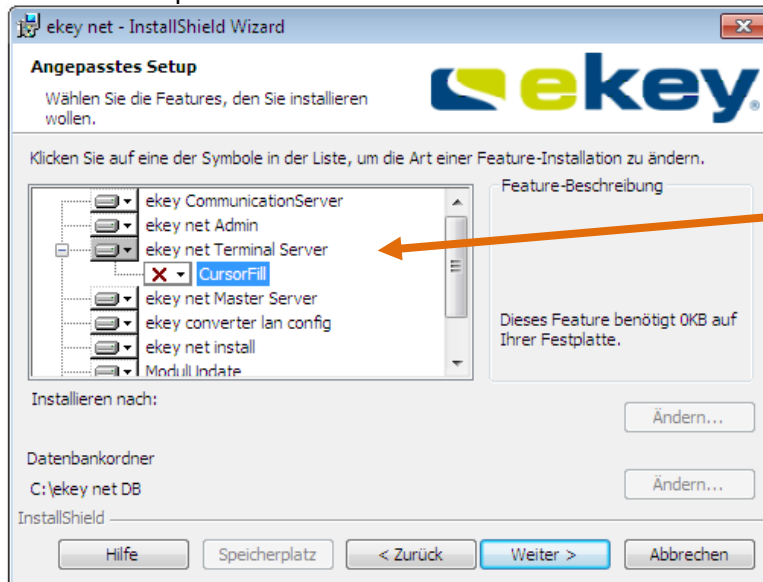 ekey net - InstallShield Wizard
Angepasstes Setup
Wählen Sie die Features, den Sie installieren
wollen.
ekey
Klicken Sie auf eine der Symbole in der Liste, um die Art einer Feature-Installation zu ändern.
ekey CommunicationServer
ekey net Admin
ekey net Terminal Server
CursorFill
ekey net Master Server
ekey converter lan config
ekey net install
ModulUpdate
Feature-Beschreibung
Dieses Feature benötigt 0KB auf
Ihrer Festplatte.
Installieren nach:
Ändern...
Datenbankordner
C:\ekey net DB
Ändern...
InstallShield
Hilfe
Speicherplatz
< Zurück
Weiter >
Abbrechen